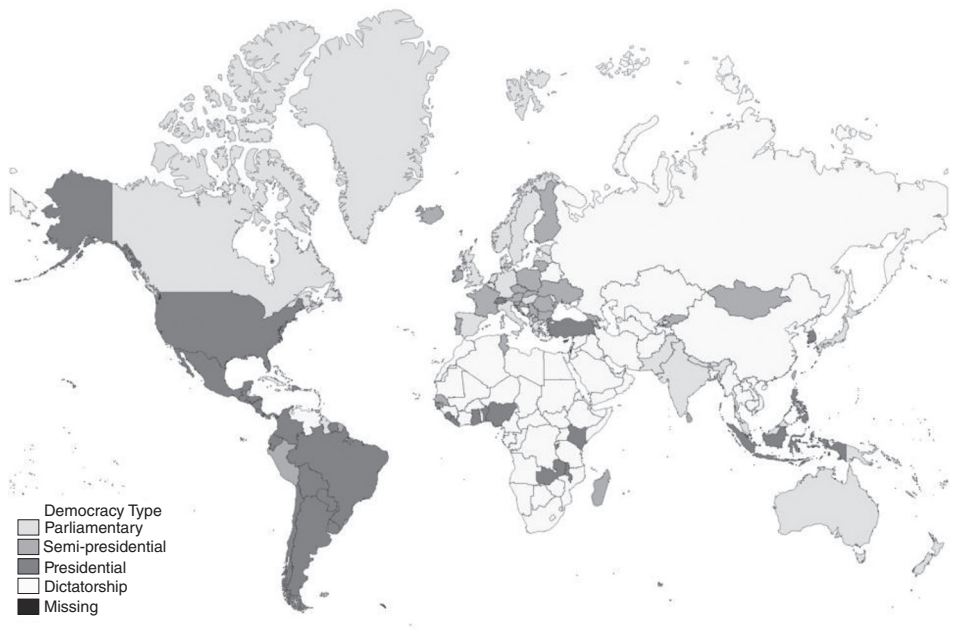 Democracy Type
Parliamentary
Semi-presidential
Presidential
Dictatorship
Missing